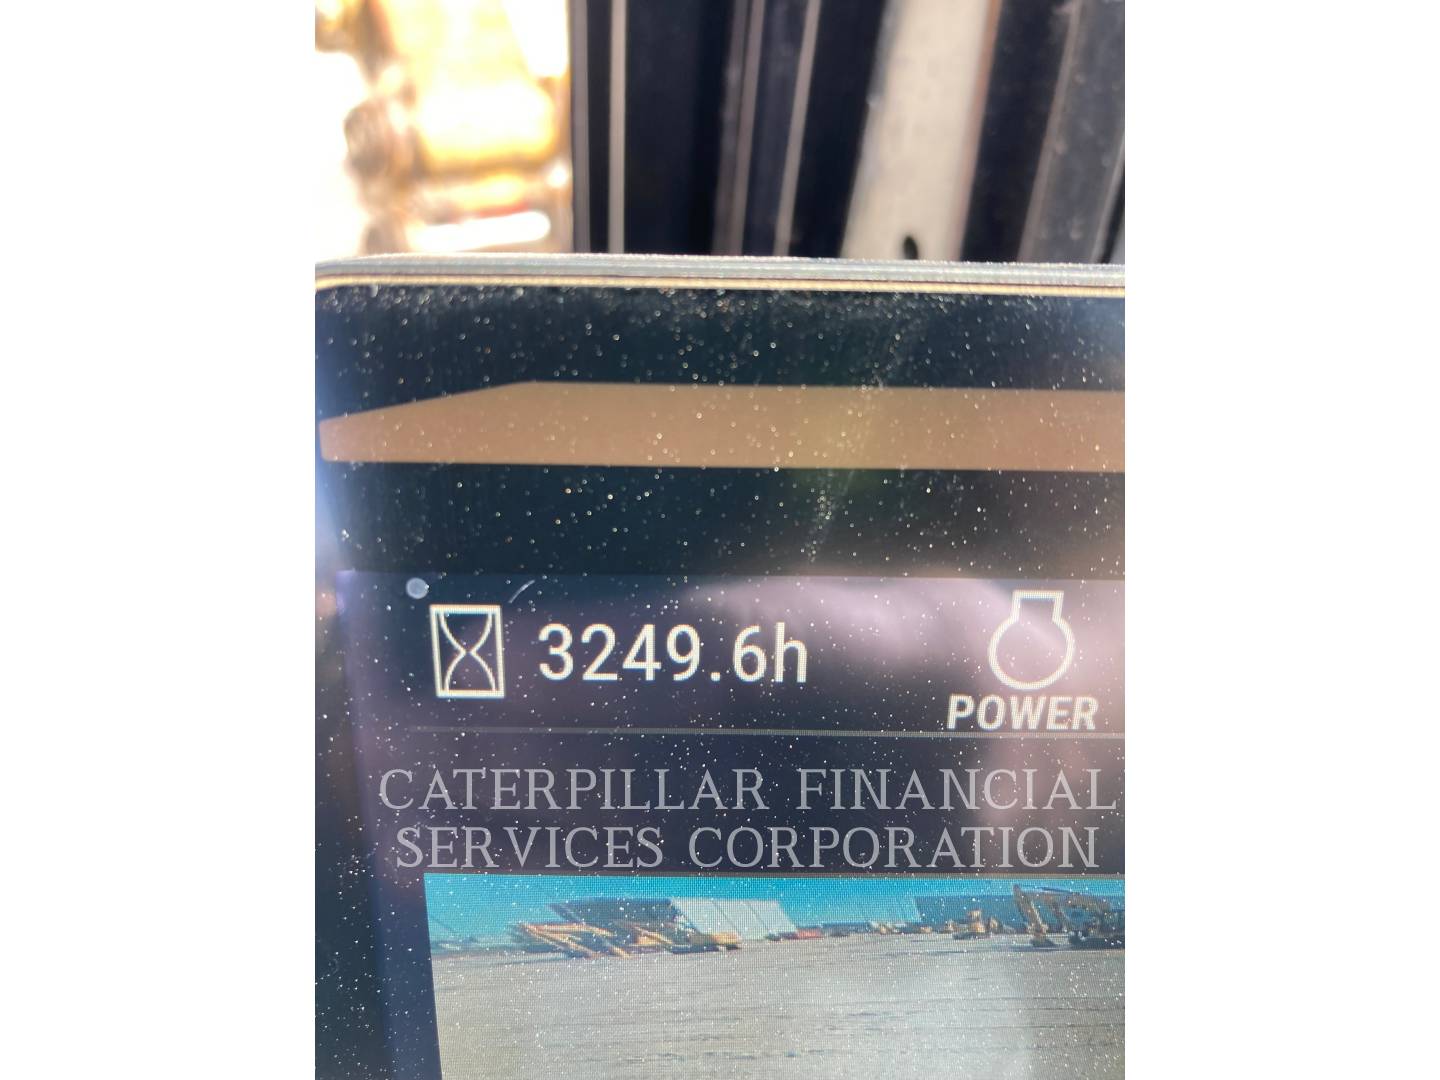 3249.6h
POWER
CATERPILLAR FINANCIAL
SERVICES CORPORATION